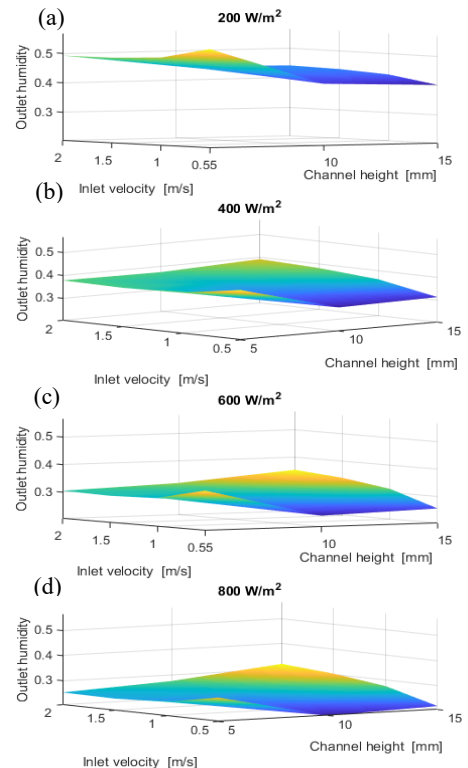 (a)
200 W/m²
Outlet humidity
0.5
0.4
0.3
2
1.5
1
0.55
10
15
Inlet velocity [m/s]
Channel height [mm]
(b)
400 W/m²
Outlet humidity
0.5
0.4
0.3
2
1.5
1
0.5
5
10
15
Inlet velocity [m/s]
Channel height [mm]
(c)
600 W/m²
Outlet humidity
0.5
0.4
0.3
2
1.5
1
0.55
10
15
Inlet velocity [m/s]
Channel height [mm]
(d)
800 W/m²
Outlet humidity
0.5
0.4
0.3
2
1.5
1
0.5
5
10
15
Inlet velocity [m/s]
Channel height [mm]